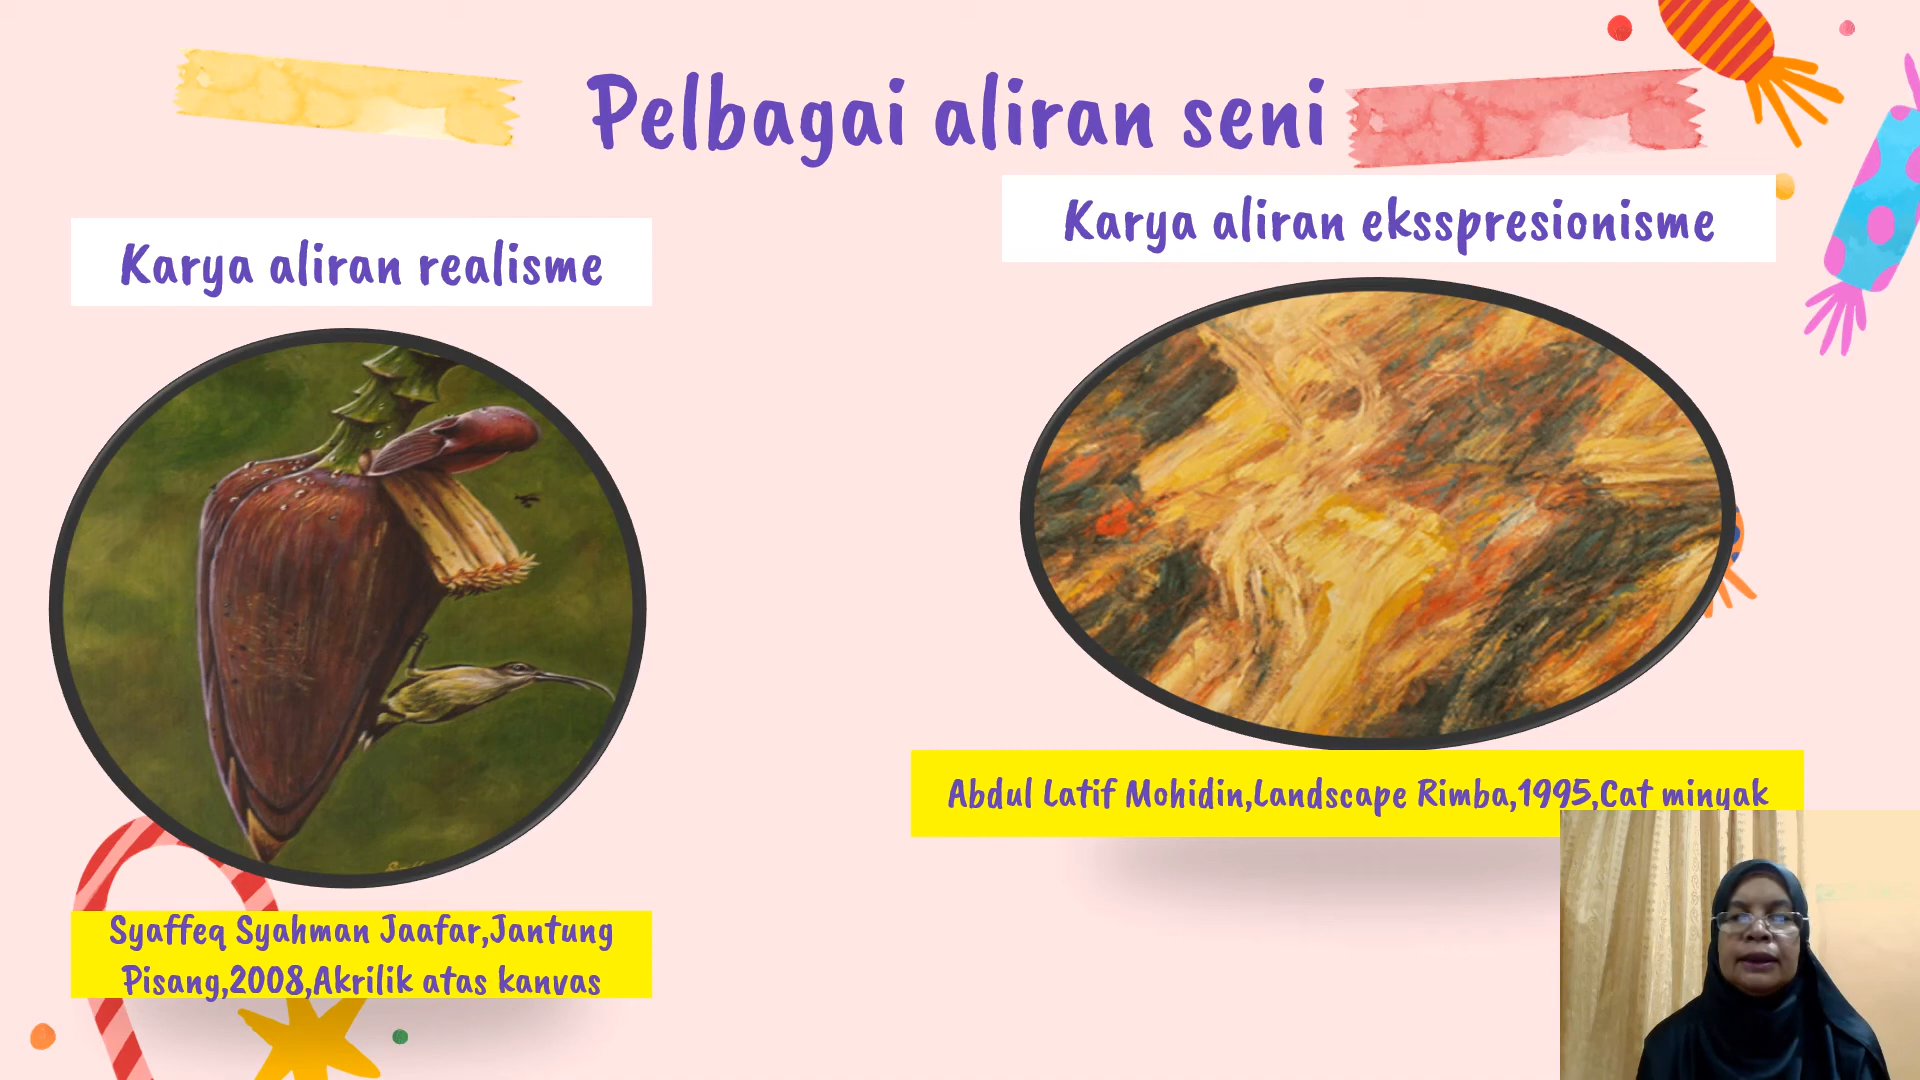 Pelbagai aliran seni
Karya aliran realisme
Karya aliran eksspresionisme
Syaffeq Syahman Jaafar,Jantung
Pisang,2008,Akrilik atas kanvas
Abdul Latif Mohidin,Landscape Rimba,1995,Cat minyak